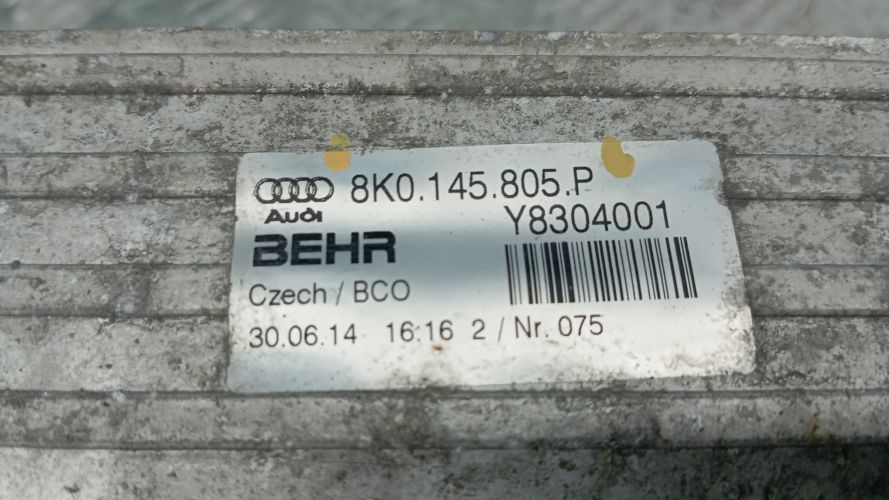 8K0.145.805.P
Audi
Y8304001
BEHR
Czech / BCO
30.06.14 16:16 2 / Nr. 075